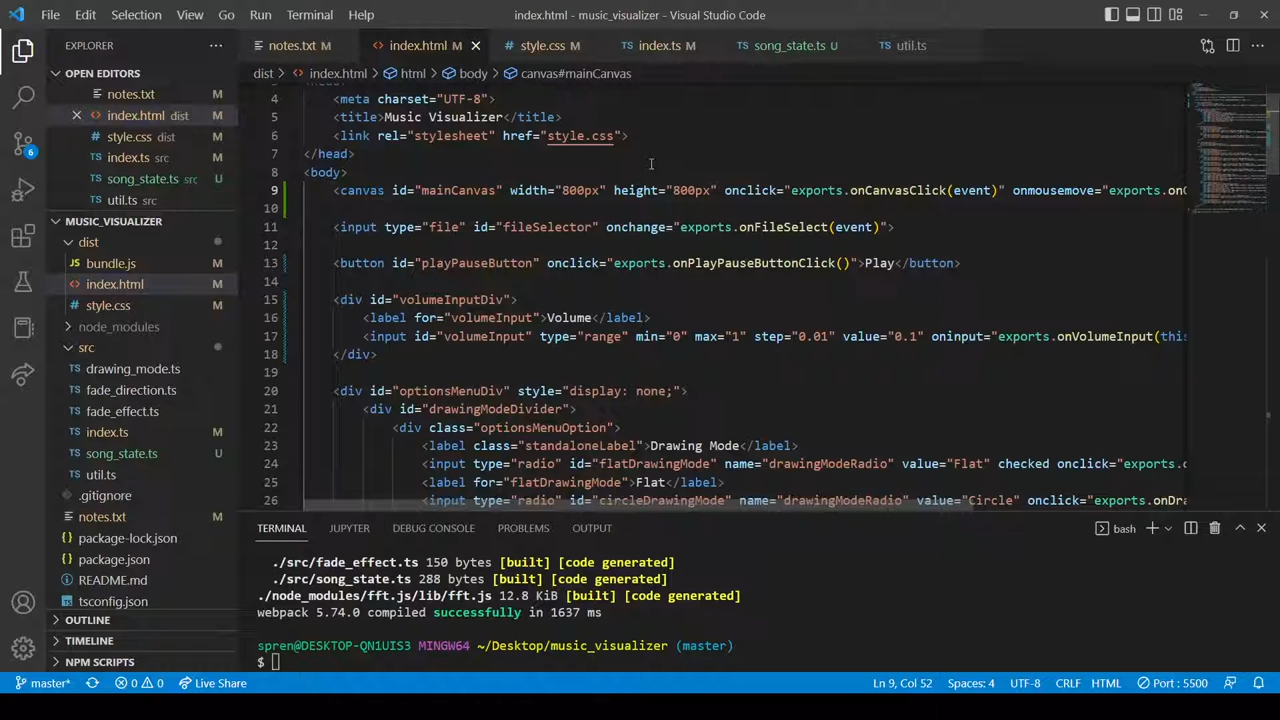 File Edit Selection View Go Run Terminal Help index.html - music_visualizer - Visual Studio Code
EXPLORER
notes.txt M index.html M style.css M index.ts M song_state.ts U util.ts
OPEN EDITORS
notes.txt M
index.html dist M
style.css dist M
index.ts src M
song_state.ts src U
util.ts src
MUSIC_VISUALIZER
dist
bundle.js M
index.html M
style.css M
node_modules
src
drawing_mode.ts
fade_direction.ts
fade_effect.ts
index.ts M
song_state.ts U
util.ts
.gitignore
notes.txt M
package-lock.json
package.json
README.md
tsconfig.json
OUTLINE
TIMELINE
NPM SCRIPTS
6
dist > index.html > html > body > canvas#mainCanvas
4 <meta charset="UTF-8">
5 <title>Music Visualizer</title>
6 <link rel="stylesheet" href="style.css">
7 </head>
8 <body>
9 <canvas id="mainCanvas" width="800px" height="800px" onclick="exports.onCanvasClick(event)" onmousemove="exports.onC
10
11 <input type="file" id="fileSelector" onchange="exports.onFileSelect(event)">
12
13 <button id="playPauseButton" onclick="exports.onPlayPauseButtonClick()">Play</button>
14
15 <div id="volumeInputDiv">
16 <label for="volumeInput">Volume</label>
17 <input id="volumeInput" type="range" min="0" max="1" step="0.01" value="0.1" oninput="exports.onVolumeInput(this
18 </div>
19
20 <div id="optionsMenuDiv" style="display: none;">
21 <div id="drawingModeDivider">
22 <div class="optionsMenuOption">
23 <label class="standaloneLabel">Drawing Mode</label>
24 <input type="radio" id="flatDrawingMode" name="drawingModeRadio" value="Flat" checked onclick="exports.o
25 <label for="flatDrawingMode">Flat</label>
26 <input type="radio" id="circleDrawingMode" name="drawingModeRadio" value="Circle" onclick="exports.onDra
TERMINAL JUPYTER DEBUG CONSOLE PROBLEMS OUTPUT bash
./src/fade_effect.ts 150 bytes [built] [code generated]
./src/song_state.ts 288 bytes [built] [code generated]
./node_modules/fft.js/lib/fft.js 12.8 KiB [built] [code generated]
webpack 5.74.0 compiled successfully in 1637 ms
spren@DESKTOP-QN1UIS3 MINGW64 ~/Desktop/music_visualizer (master)
$
master* 0 0 Live Share Ln 9, Col 52 Spaces: 4 UTF-8 CRLF HTML Port : 5500